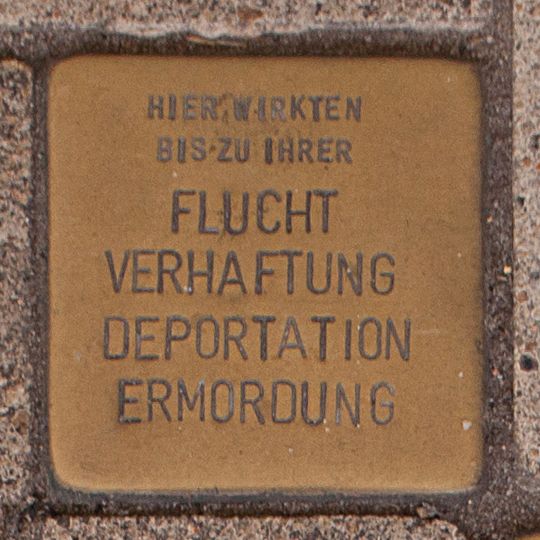 HIER WIRKTEN
BIS ZU IHRER
FLUCHT
VERHAFTUNG
DEPORTATION
ERMORDUNG